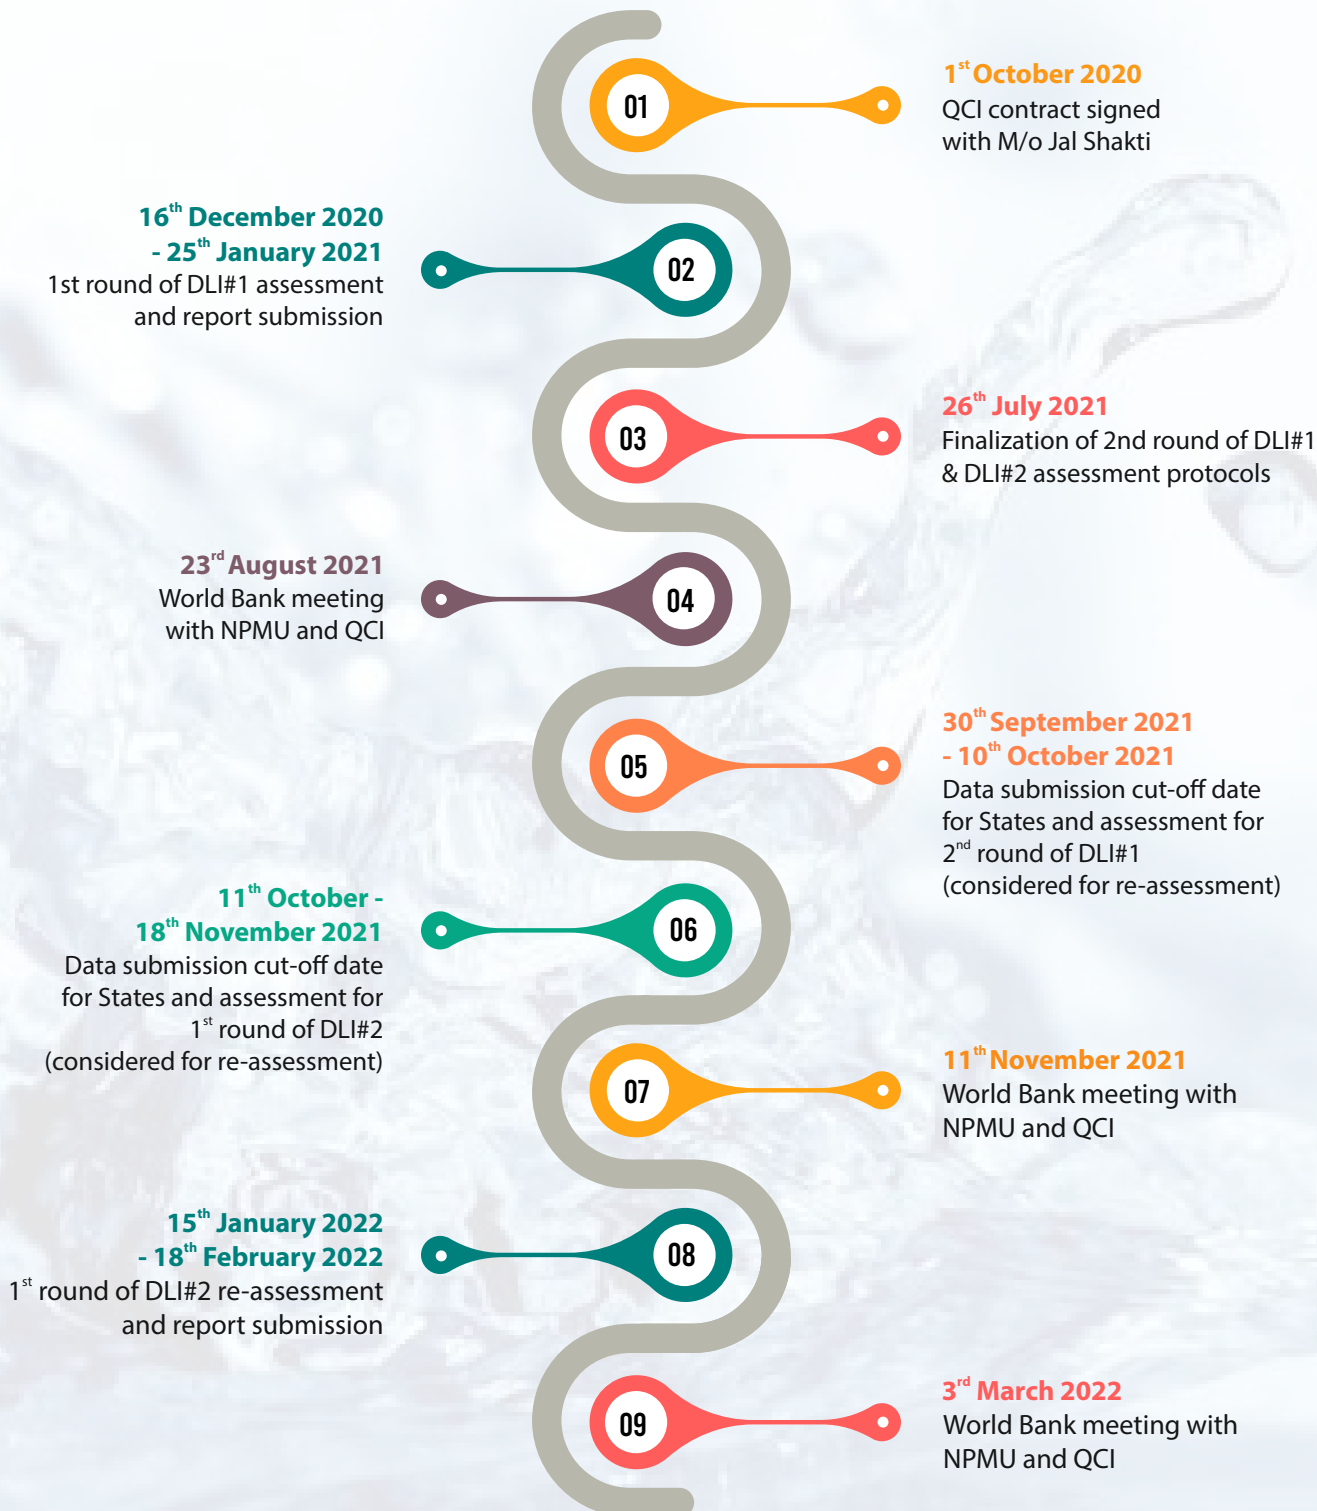 01
1st October 2020
QCI contract signed
with M/o Jal Shakti
16th December 2020
- 25th January 2021
1st round of DLI#1 assessment
and report submission
02
03
26th July 2021
Finalization of 2nd round of DLI#1
& DLI#2 assessment protocols
23rd August 2021
World Bank meeting
with NPMU and QCI
04
05
30th September 2021
- 10th October 2021
Data submission cut-off date
for States and assessment for
2nd round of DLI#1
(considered for re-assessment)
11th October -
18th November 2021
Data submission cut-off date
for States and assessment for
1st round of DLI#2
(considered for re-assessment)
06
07
11th November 2021
World Bank meeting with
NPMU and QCI
15th January 2022
- 18th February 2022
1st round of DLI#2 re-assessment
and report submission
08
09
3rd March 2022
World Bank meeting with
NPMU and QCI